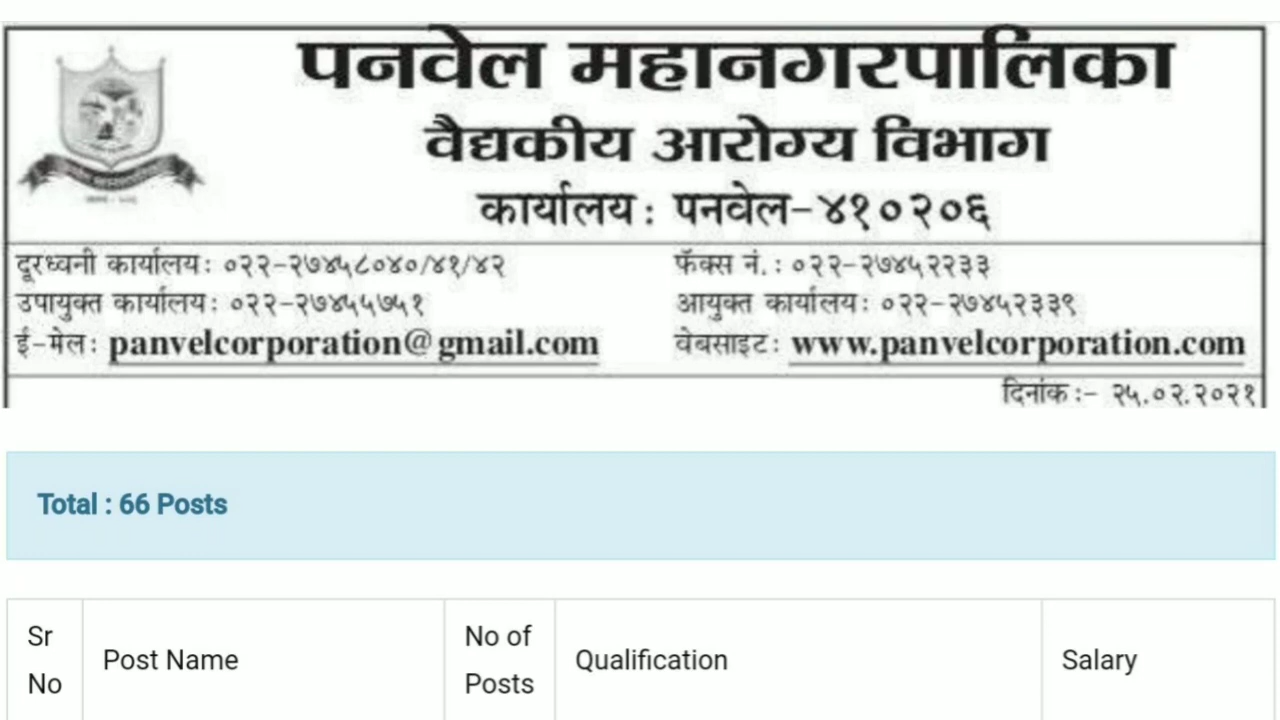 पनवेल महानगरपालिका
वैद्यकीय आरोग्य विभाग
कार्यालय : पनवेल-४१०२०६
दूरध्वनी कार्यालय : ०२२-२७४५८०४०/४१/४२
फॅक्स नं. : ०२२-२७४५२२३३
उपायुक्त कार्यालय : ०२२-२७४५५७५१
आयुक्त कार्यालय : ०२२-२७४५२३३९
ई-मेल : panvelcorporation@gmail.com
वेबसाइट : www.panvelcorporation.com
दिनांक :- २५.०२.२०२१
Total : 66 Posts
Sr No
Post Name
No of Posts
Qualification
Salary